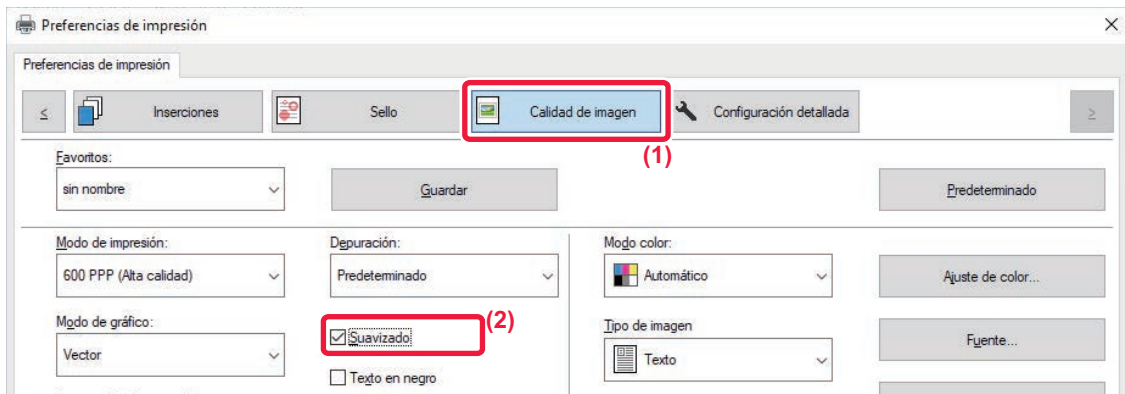 Preferencias de impresión
Preferencias de impresión
< Inserciones Sello Calidad de imagen Configuración detallada >
(1)
Favoritos:
sin nombre Guardar Predeterminado
Modo de impresión: Depuración: Modo color:
600 PPP (Alta calidad) Predeterminado Automático Ajuste de color...
Modo de gráfico: Suavizado (2) Tipo de imagen
Vector Texto Fuente...
Texto en negro